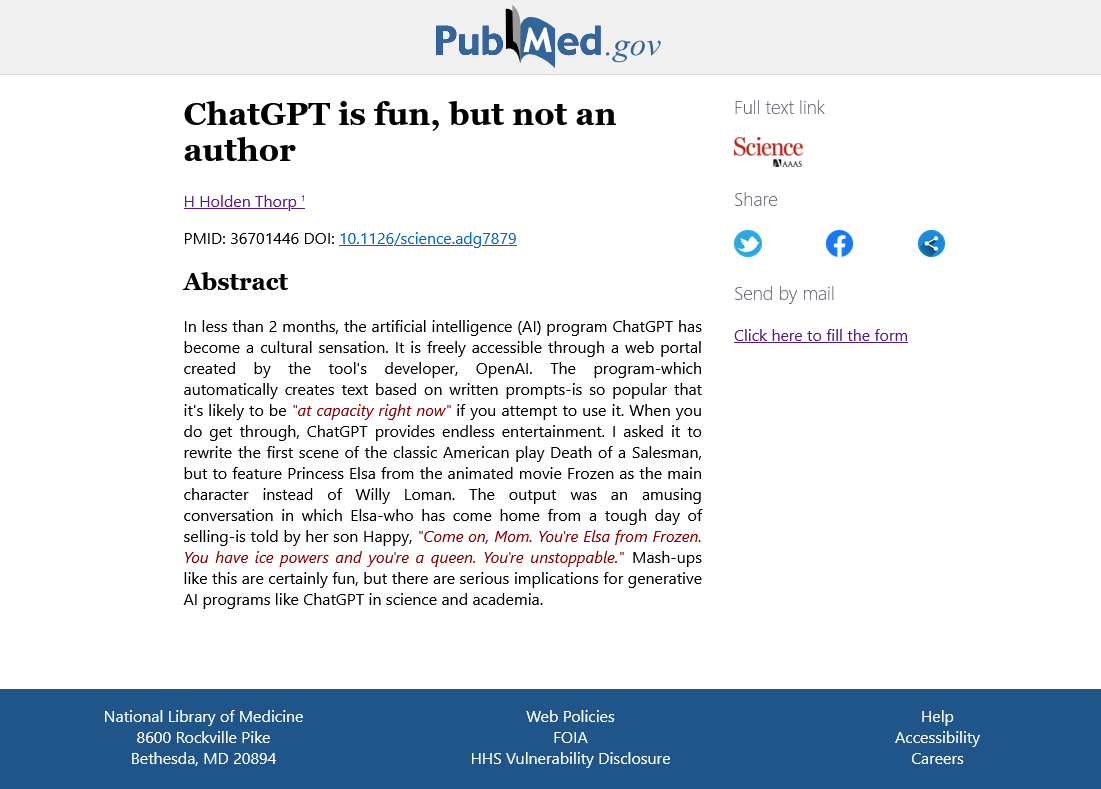 PubMed.gov
ChatGPT is fun, but not an
author
H Holden Thorp 1
PMID: 36701446 DOI: 10.1126/science.adg7879
Abstract
In less than 2 months, the artificial intelligence (AI) program ChatGPT has
become a cultural sensation. It is freely accessible through a web portal
created by the tool's developer, OpenAI. The program-which
automatically creates text based on written prompts-is so popular that
it's likely to be "at capacity right now" if you attempt to use it. When you
do get through, ChatGPT provides endless entertainment. I asked it to
rewrite the first scene of the classic American play Death of a Salesman,
but to feature Princess Elsa from the animated movie Frozen as the main
character instead of Willy Loman. The output was an amusing
conversation in which Elsa-who has come home from a tough day of
selling-is told by her son Happy, "Come on, Mom. You're Elsa from Frozen.
You have ice powers and you're a queen. You're unstoppable." Mash-ups
like this are certainly fun, but there are serious implications for generative
AI programs like ChatGPT in science and academia.
Full text link
Science
AAAS
Share
Send by mail
Click here to fill the form
National Library of Medicine
8600 Rockville Pike
Bethesda, MD 20894
Web Policies
FOIA
HHS Vulnerability Disclosure
Help
Accessibility
Careers